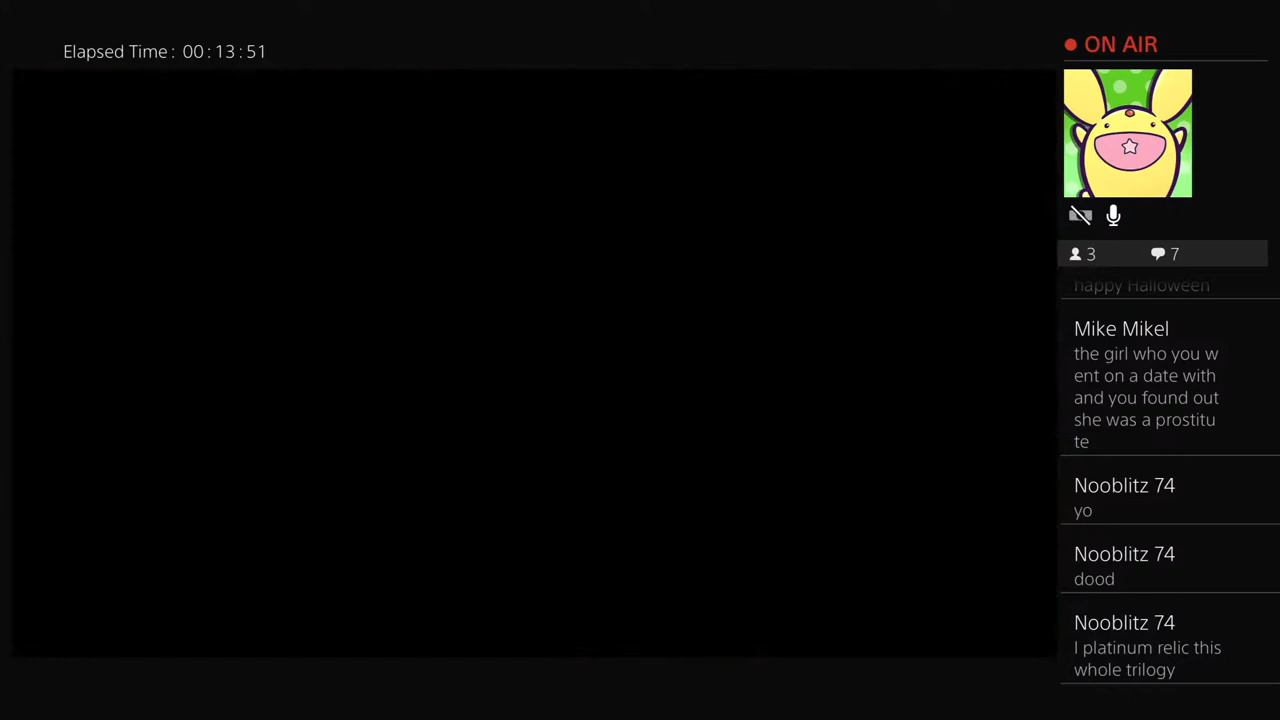 Elapsed Time: 00:13:51
ON AIR
3
7
happy Halloween
Mike Mikel
the girl who you w
ent on a date with
and you found out
she was a prostitu
te
Nooblitz 74
yo
Nooblitz 74
dood
Nooblitz 74
I platinum relic this
whole trilogy